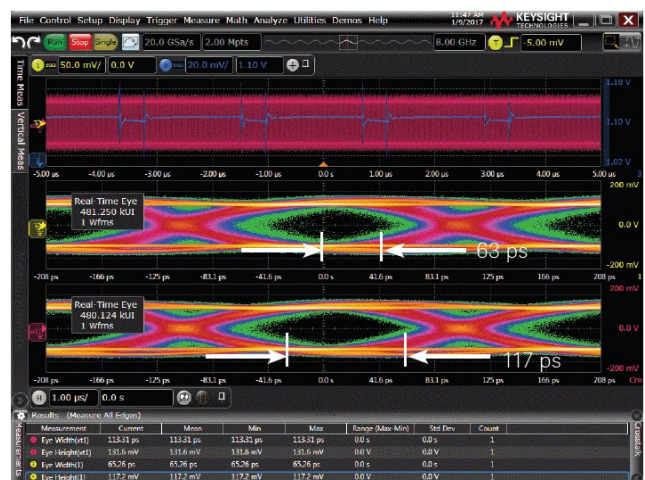 File Control Setup Display Trigger Measure Math Analyze Utilities Demos Help
11:47 AM
1/9/2017
KEYSIGHT
TECHNOLOGIES
Run Stop Single 20.0 GSa/s 2.00 Mpts 8.00 GHz T -5.00 mV
1 50.0 mV/ 0.0 V 20.0 mV/ 1.10 V
Time Meas
Vertical Meas
1.18 V
1.10 V
1.02 V
-5.00 µs -4.00 µs -3.00 µs -2.00 µs -1.00 µs 0.0 s 1.00 µs 2.00 µs 3.00 µs 4.00 µs 5.00 µs 3
200 mV
Real-Time Eye
481.250 kUI
1 Wfms
0.0 V
63 ps
-200 mV
-208 ps -166 ps -125 ps -83.1 ps -41.6 ps 0.0 s 41.6 ps 83.1 ps 125 ps 166 ps 208 ps 1
200 mV
Real-Time Eye
480.124 kUI
1 Wfms
0.0 V
117 ps
-200 mV
-208 ps -166 ps -125 ps -83.1 ps -41.6 ps 0.0 s 41.6 ps 83.1 ps 125 ps 166 ps 208 ps Cro
H 1.00 µs/ 0.0 s
Results (Measure All Edges)
Measurement Current Mean Min Max Range (Max-Min) Std Dev Count
Eye Width(xt1) 113.31 ps 113.31 ps 113.31 ps 113.31 ps 0.0 s 0.0 s 1
Eye Height(xt1) 131.6 mV 131.6 mV 131.6 mV 131.6 mV 0.0 V 0.0 V 1
Eye Width(1) 65.26 ps 65.26 ps 65.26 ps 65.26 ps 0.0 s 0.0 s 1
Eye Height(1) 117.2 mV 117.2 mV 117.2 mV 117.2 mV 0.0 V 0.0 V 1
Measurements
Crosstalk